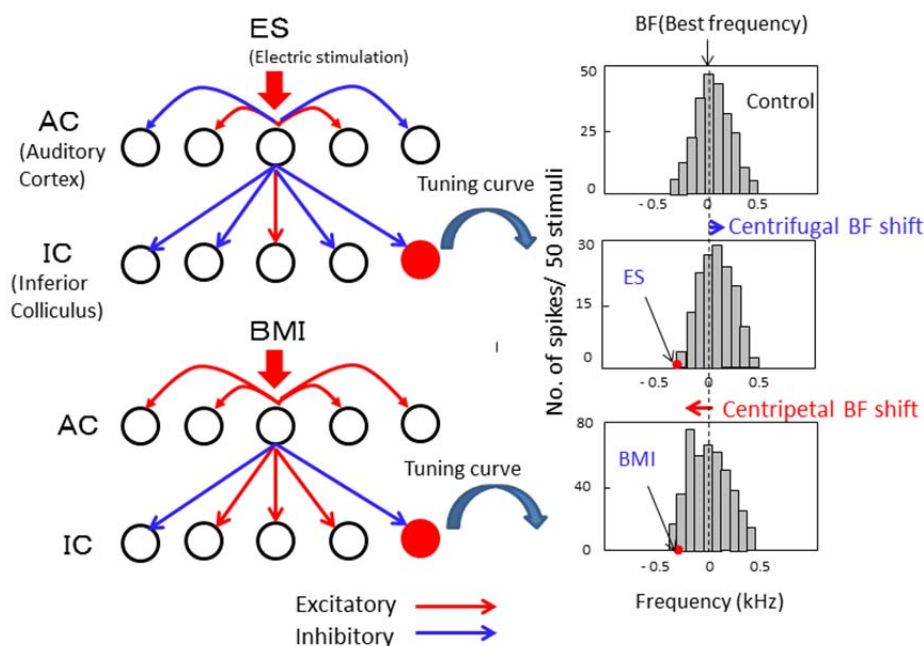 ES
(Electric stimulation)
AC
(Auditory
Cortex)
IC
(Inferior
Colliculus)
Tuning curve
BMI
AC
IC
Tuning curve
Excitatory
Inhibitory
BF(Best frequency)
No. of spikes/ 50 stimuli
50
25
0
Control
- 0.5 0 0.5
Centrifugal BF shift
30
15
0
ES
-0.5 0 0.5
Centripetal BF shift
80
40
0
BMI
- 0.5 0 0.5
Frequency (kHz)